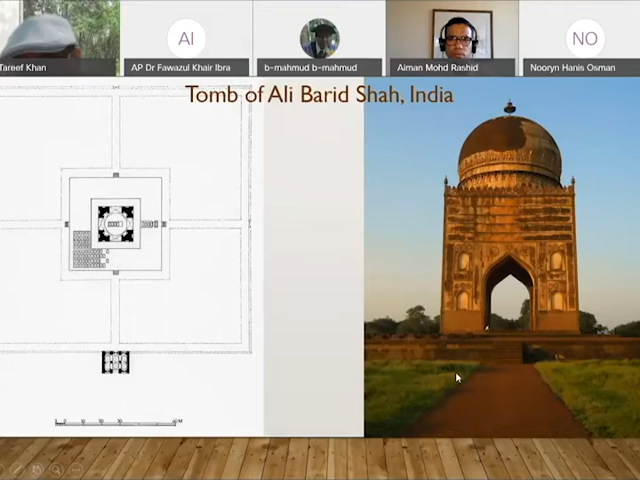 Tareef Khan
AI
AP Dr Fawazul Khair Ibra
b-mahmud b-mahmud
Aiman Mohd Rashid
NO
Nooryn Hanis Osman
Tomb of Ali Barid Shah, India